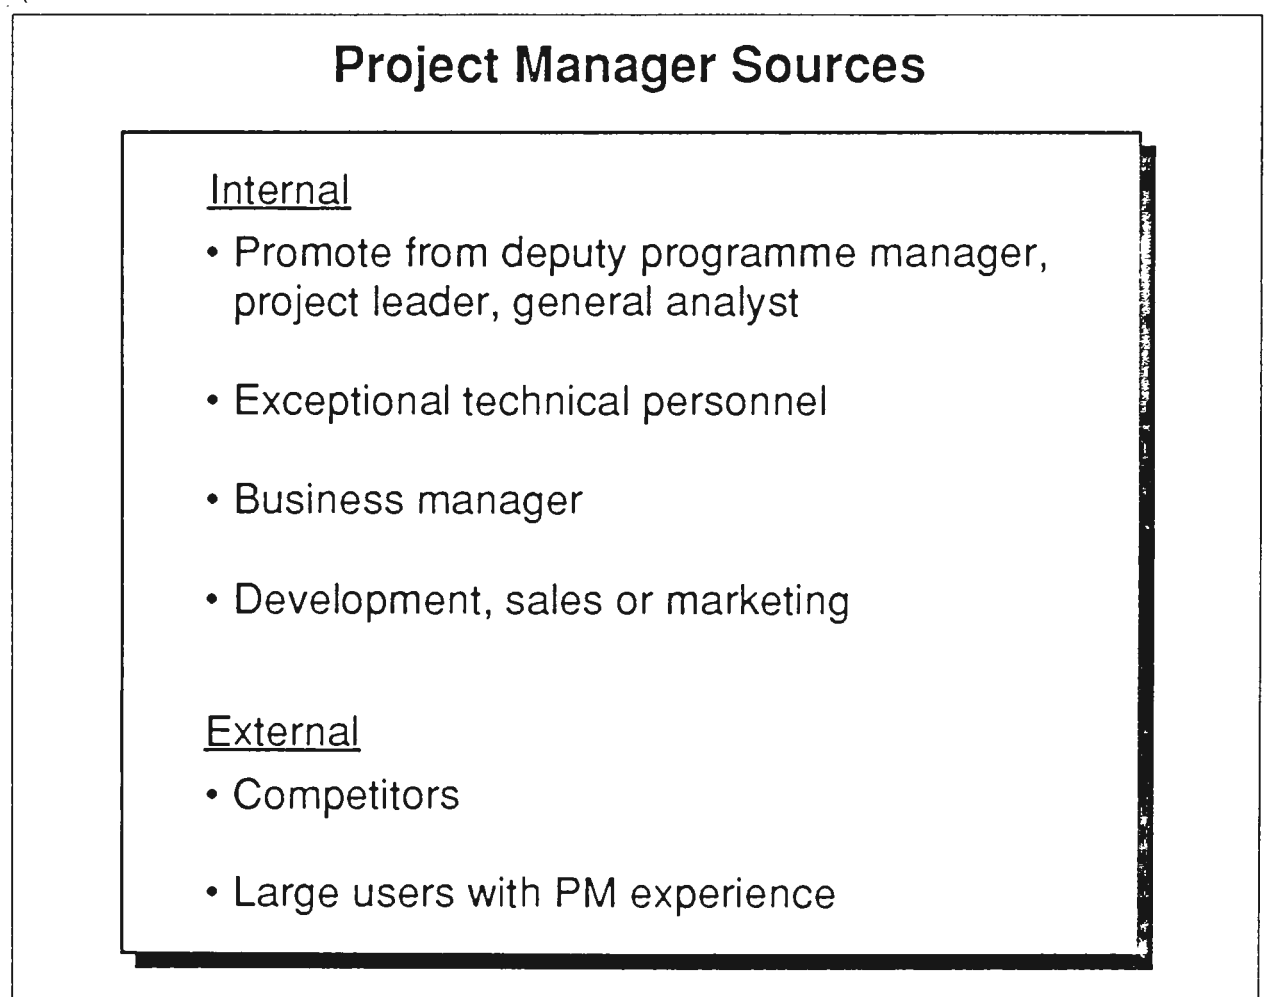 Project Manager Sources
Internal
• Promote from deputy programme manager,
project leader, general analyst
• Exceptional technical personnel
• Business manager
• Development, sales or marketing
External
• Competitors
• Large users with PM experience